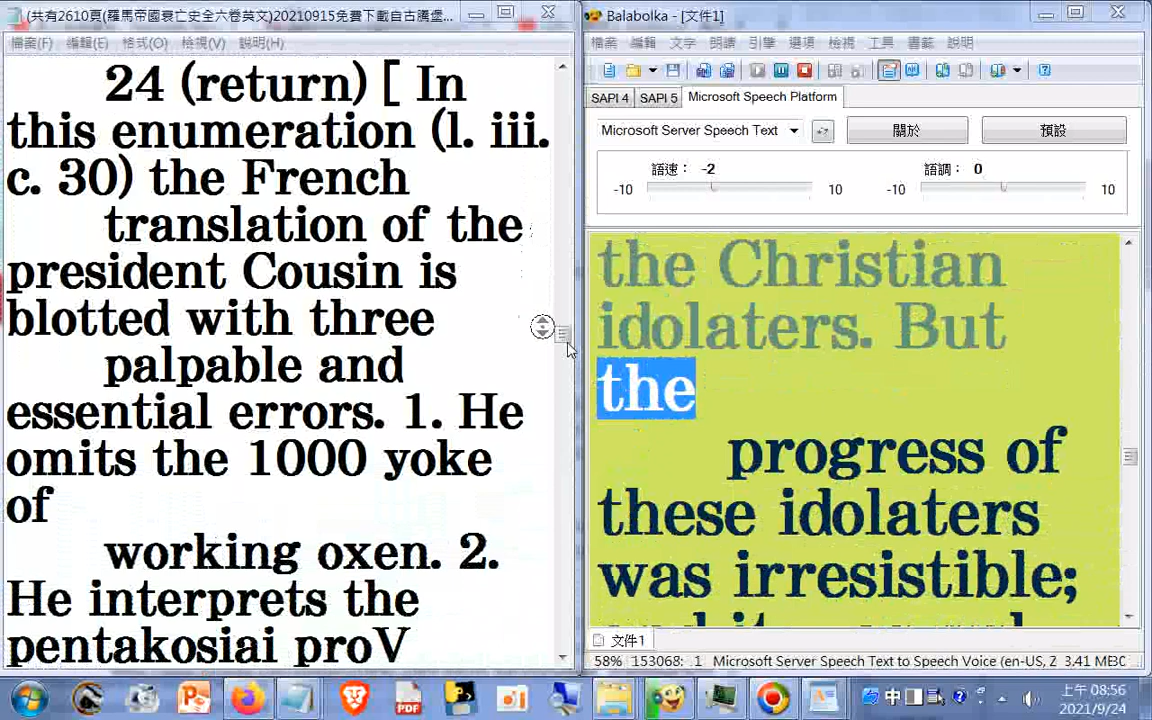 (共有2610頁(羅馬帝國衰亡史全六卷英文)20210915免費下載自古騰堡...
檔案(F) 編輯(E) 格式(O) 檢視(V) 說明(H)
24 (return) [ In
this enumeration (l. iii.
c. 30) the French
translation of the
president Cousin is
blotted with three
palpable and
essential errors. 1. He
omits the 1000 yoke
of
working oxen. 2.
He interprets the
pentakosiai proV
Balabolka - [文件1]
檔案 編輯 文字 朗讀 引擎 選項 檢視 工具 書籤 說明
SAPI 4 SAPI 5 Microsoft Speech Platform
Microsoft Server Speech Text 關於 預設
語速: -2 語調: 0
-10 10 -10 10
the Christian
idolaters. But
the
progress of
these idolaters
was irresistible;
文件1
58% 153068: 1 Microsoft Server Speech Text to Speech Voice (en-US, Z 3.41 МБ
PDF
中
上午 08:56
2021/9/24